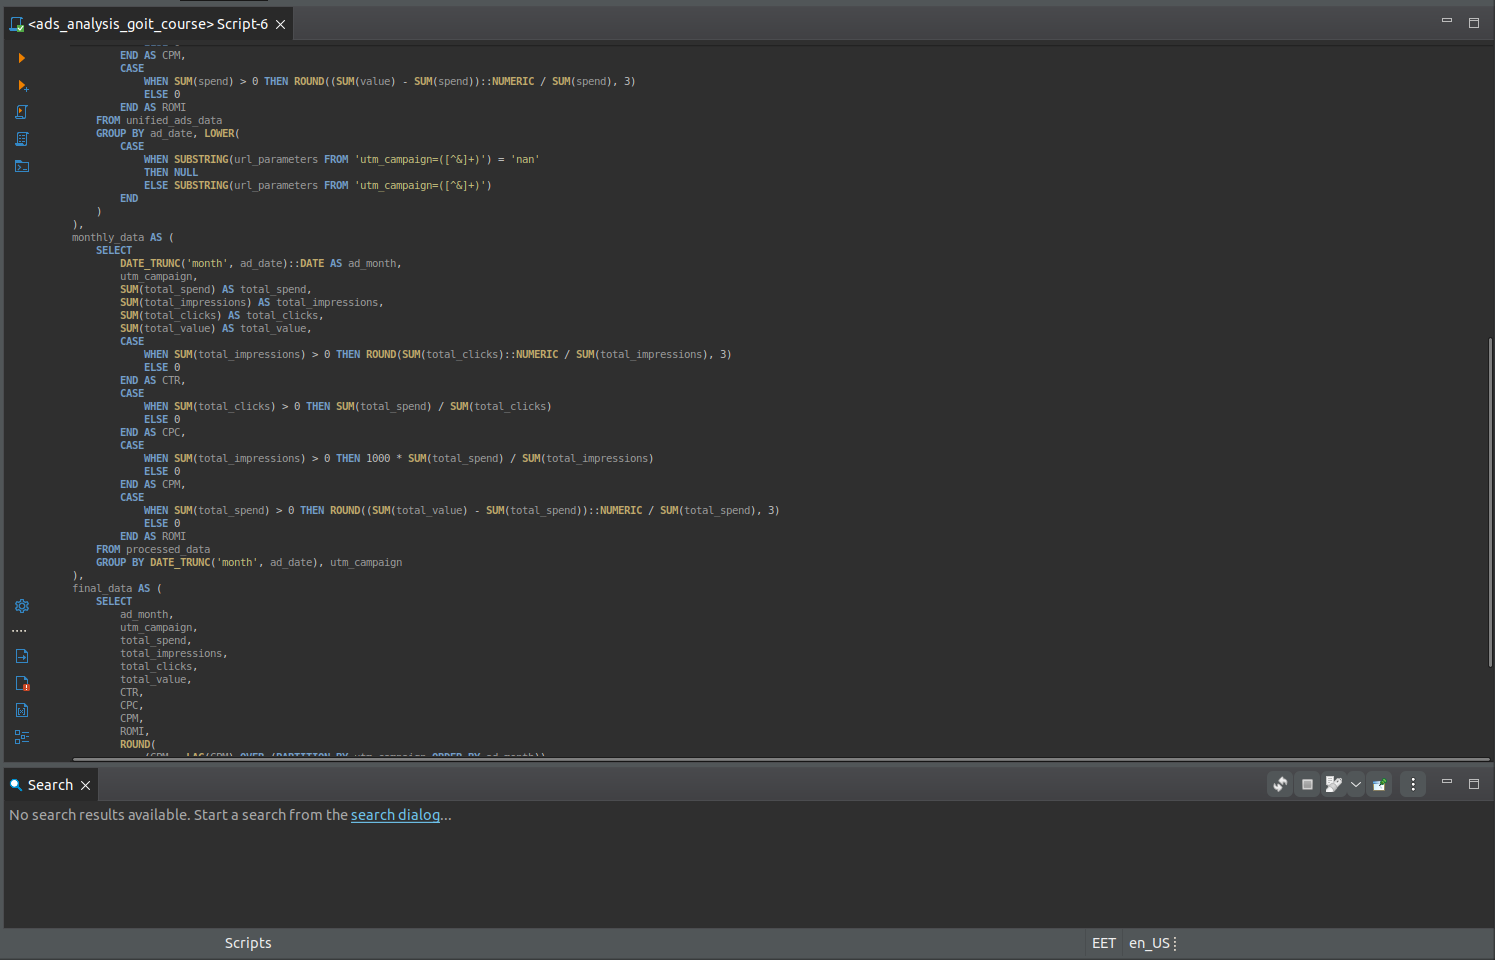 <ads_analysis_goit_course> Script-6
END AS CPM,
CASE
WHEN SUM(spend) > 0 THEN ROUND((SUM(value) - SUM(spend))::NUMERIC / SUM(spend), 3)
ELSE 0
END AS ROMI
FROM unified_ads_data
GROUP BY ad_date, LOWER(
CASE
WHEN SUBSTRING(url_parameters FROM 'utm_campaign=([^&]+)') = 'nan'
THEN NULL
ELSE SUBSTRING(url_parameters FROM 'utm_campaign=([^&]+)')
END
)
),
monthly_data AS (
SELECT
DATE_TRUNC('month', ad_date)::DATE AS ad_month,
utm_campaign,
SUM(total_spend) AS total_spend,
SUM(total_impressions) AS total_impressions,
SUM(total_clicks) AS total_clicks,
SUM(total_value) AS total_value,
CASE
WHEN SUM(total_impressions) > 0 THEN ROUND(SUM(total_clicks)::NUMERIC / SUM(total_impressions), 3)
ELSE 0
END AS CTR,
CASE
WHEN SUM(total_clicks) > 0 THEN SUM(total_spend) / SUM(total_clicks)
ELSE 0
END AS CPC,
CASE
WHEN SUM(total_impressions) > 0 THEN 1000 * SUM(total_spend) / SUM(total_impressions)
ELSE 0
END AS CPM,
CASE
WHEN SUM(total_spend) > 0 THEN ROUND((SUM(total_value) - SUM(total_spend))::NUMERIC / SUM(total_spend), 3)
ELSE 0
END AS ROMI
FROM processed_data
GROUP BY DATE_TRUNC('month', ad_date), utm_campaign
),
final_data AS (
SELECT
ad_month,
utm_campaign,
total_spend,
total_impressions,
total_clicks,
total_value,
CTR,
CPC,
CPM,
ROMI,
ROUND(
Search
No search results available. Start a search from the search dialog...
Scripts
EET en_US